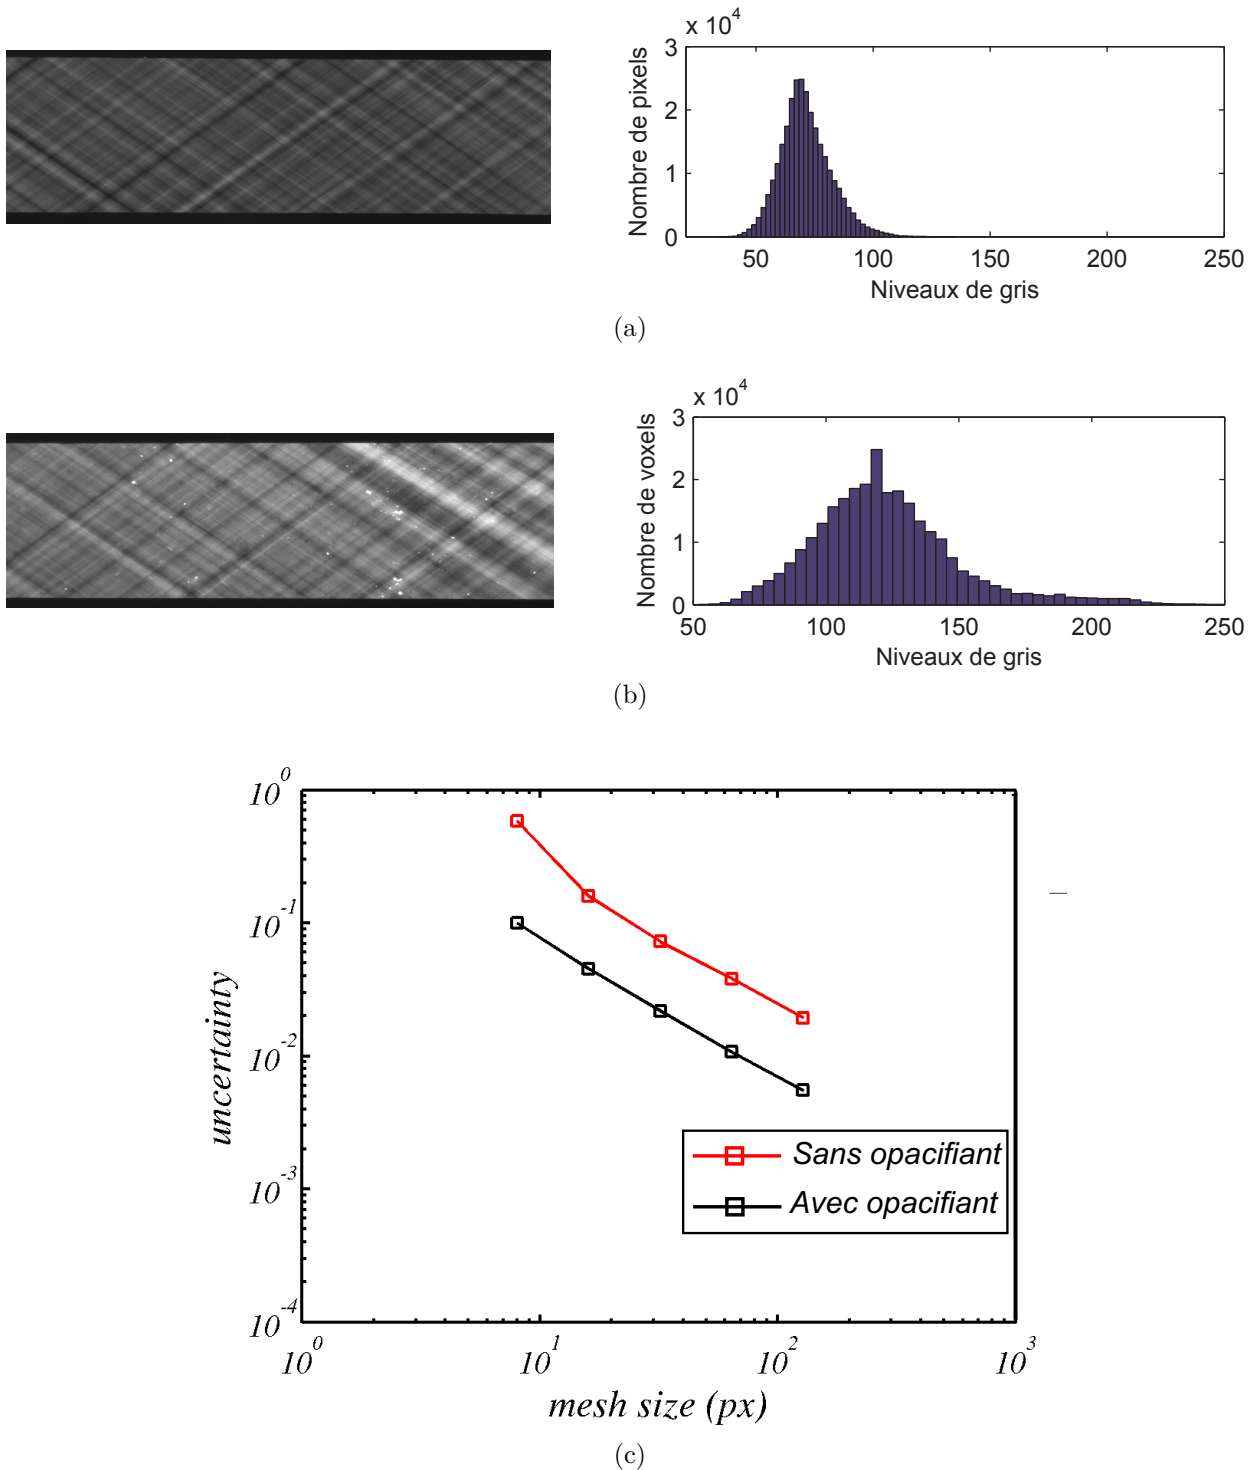 x 10^4
3
2
1
0
Nombre de pixels
50 100 150 200 250
Niveaux de gris
(a)
x 10^4
3
2
1
0
Nombre de voxels
50 100 150 200 250
Niveaux de gris
(b)
10^0
10^-1
10^-2
10^-3
10^-4
uncertainty
Sans opacifiant
Avec opacifiant
10^0 10^1 10^2 10^3
mesh size (px)
(c)